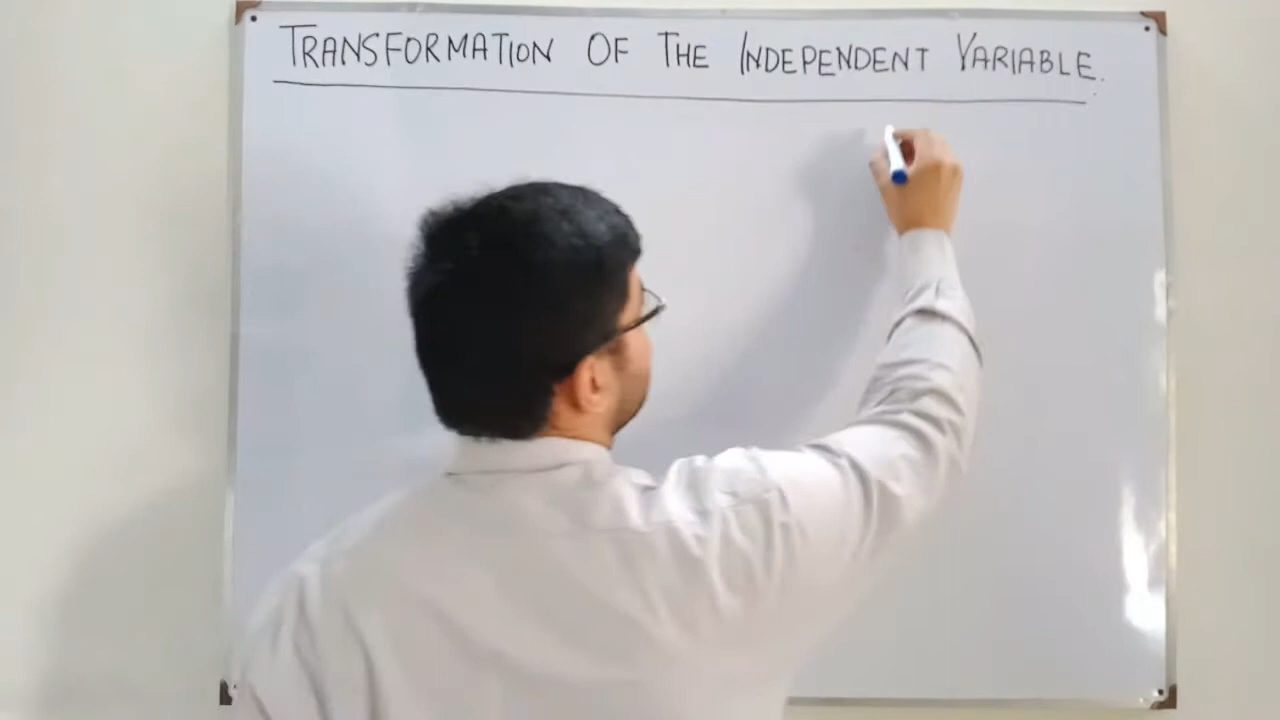 TRANSFORMATION OF THE INDEPENDENT VARIABLE.